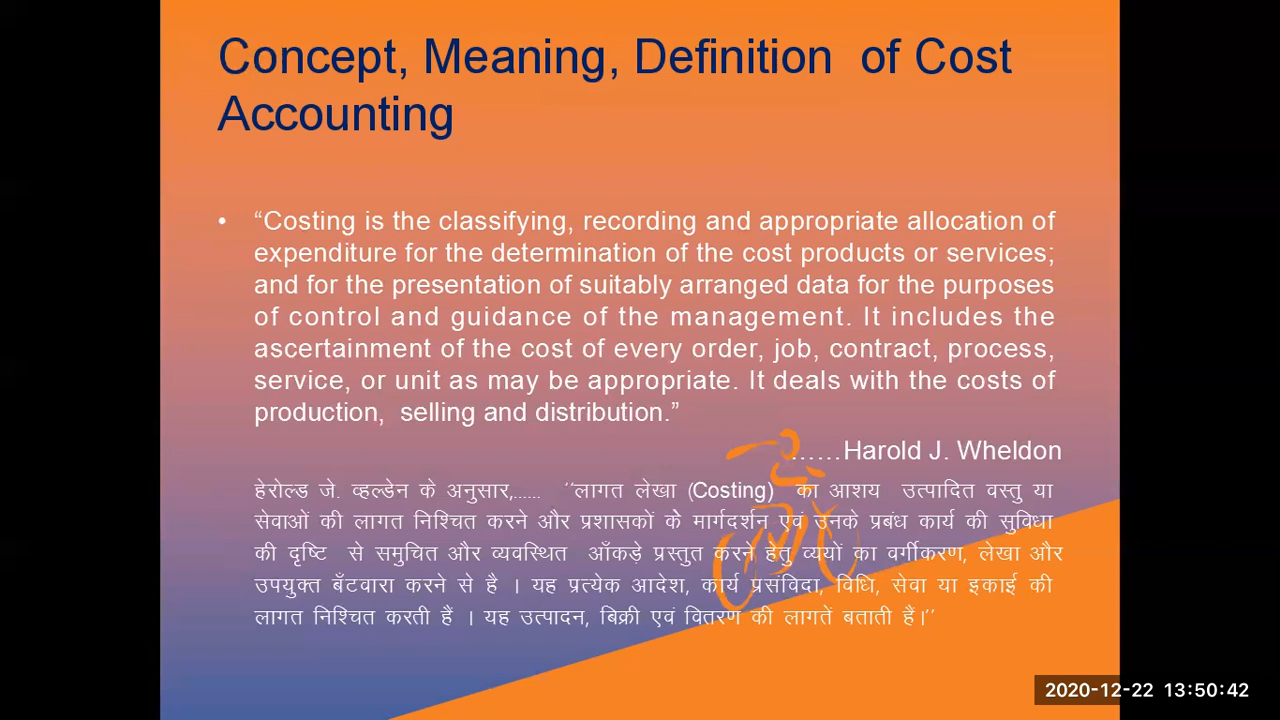 Concept, Meaning, Definition of Cost
Accounting
• “Costing is the classifying, recording and appropriate allocation of
expenditure for the determination of the cost products or services;
and for the presentation of suitably arranged data for the purposes
of control and guidance of the management. It includes the
ascertainment of the cost of every order, job, contract, process,
service, or unit as may be appropriate. It deals with the costs of
production, selling and distribution.”
……Harold J. Wheldon
हेरोल्ड जे. व्हल्डेन के अनुसार,...... ‘‘लागत लेखा (Costing) का आशय उत्पादित वस्तु या
सेवाओं की लागत निश्चित करने और प्रशासकों के मार्गदर्शन एवं उनके प्रबंध कार्य की सुविधा
की दृष्टि से समुचित और व्यवस्थित आँकड़े प्रस्तुत करने हेतु व्ययों का वर्गीकरण, लेखा और
उपयुक्त बँटवारा करने से है । यह प्रत्येक आदेश, कार्य प्रसंविदा, विधि, सेवा या इकाई की
लागत निश्चित करती हैं । यह उत्पादन, बिक्री एवं वितरण की लागतें बताती हैं।’’
2020-12-22 13:50:42